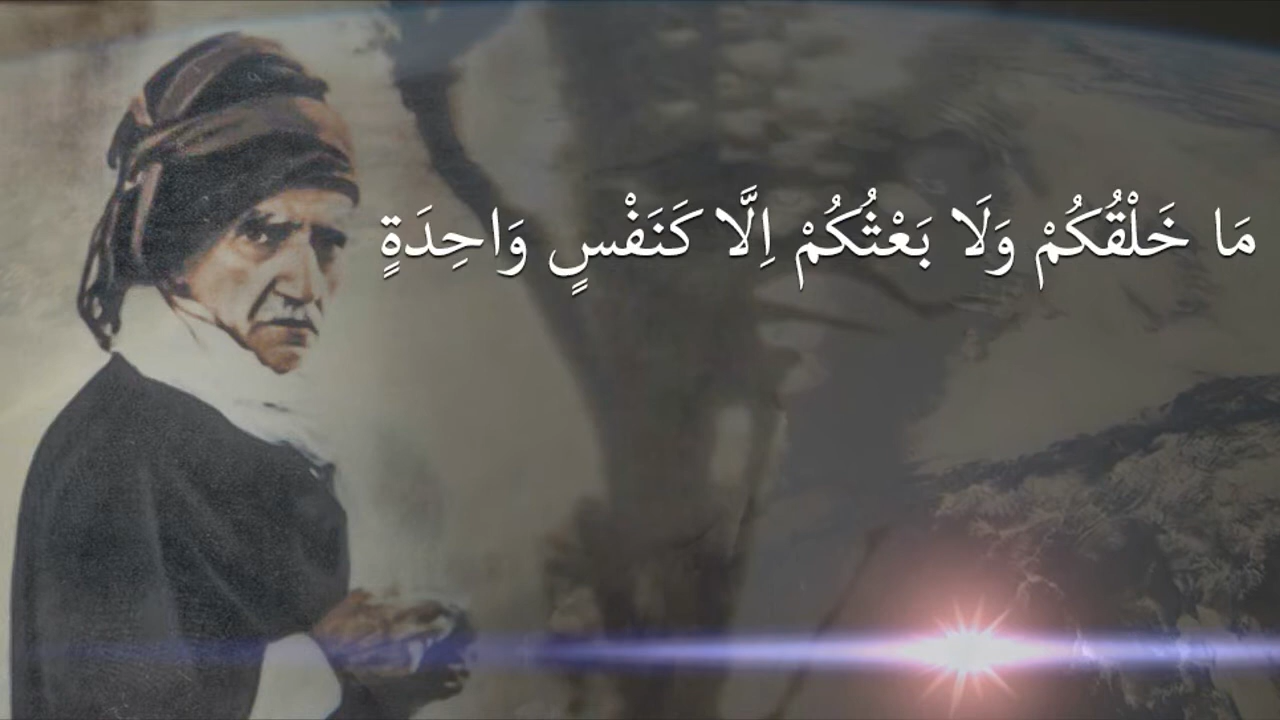 مَا خَلْقُكُمْ وَلَا بَعْثُكُمْ اِلَّا كَنَفْسٍ وَاحِدَةٍ